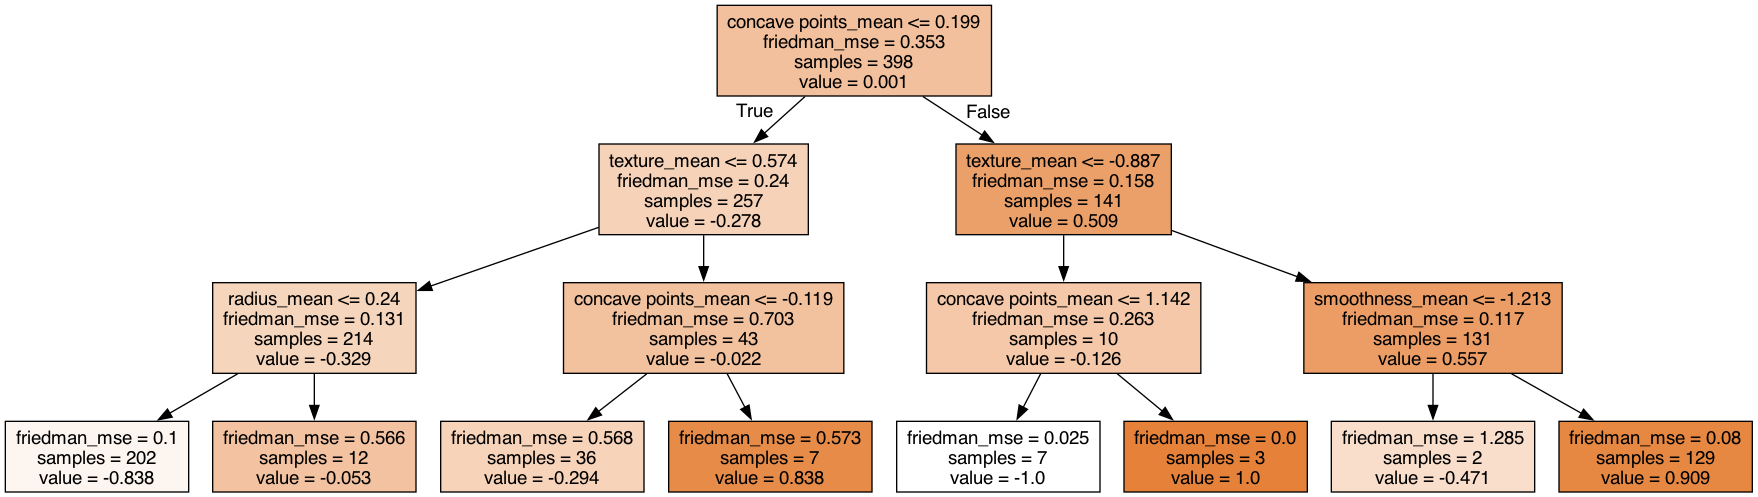 concave points_mean <= 0.199
friedman_mse = 0.353
samples = 398
value = 0.001
True
False
texture_mean <= 0.574
friedman_mse = 0.24
samples = 257
value = -0.278
texture_mean <= -0.887
friedman_mse = 0.158
samples = 141
value = 0.509
radius_mean <= 0.24
friedman_mse = 0.131
samples = 214
value = -0.329
concave points_mean <= -0.119
friedman_mse = 0.703
samples = 43
value = -0.022
concave points_mean <= 1.142
friedman_mse = 0.263
samples = 10
value = -0.126
smoothness_mean <= -1.213
friedman_mse = 0.117
samples = 131
value = 0.557
friedman_mse = 0.1
samples = 202
value = -0.838
friedman_mse = 0.566
samples = 12
value = -0.053
friedman_mse = 0.568
samples = 36
value = -0.294
friedman_mse = 0.573
samples = 7
value = 0.838
friedman_mse = 0.025
samples = 7
value = -1.0
friedman_mse = 0.0
samples = 3
value = 1.0
friedman_mse = 1.285
samples = 2
value = -0.471
friedman_mse = 0.08
samples = 129
value = 0.909